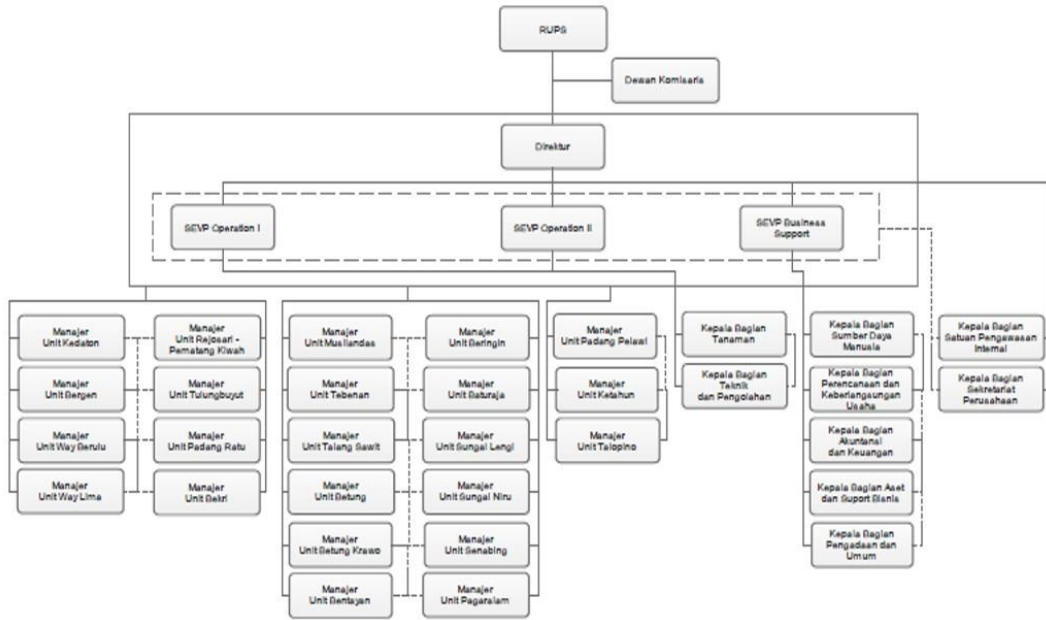 RUPS
Dewan Komisaris
Direktur
SEVP Operation I
SEVP Operation II
SEVP Business
Support
Manajer
Unit Kedaton
Manajer
Unit Rejosari -
Pematang Kiwah
Manajer
Unit Bergen
Manajer
Unit Tulungbuyut
Manajer
Unit Way Berulu
Manajer
Unit Padang Ratu
Manajer
Unit Way Lima
Manajer
Unit Bekri
Manajer
Unit Musilandas
Manajer
Unit Beringin
Manajer
Unit Tebenan
Manajer
Unit Baturaja
Manajer
Unit Talang Sawit
Manajer
Unit Sungai Lengi
Manajer
Unit Betung
Manajer
Unit Sungai Niru
Manajer
Unit Betung Krawo
Manajer
Unit Senabing
Manajer
Unit Bentayan
Manajer
Unit Pagaralam
Manajer
Unit Padang Pelawi
Manajer
Unit Ketahun
Manajer
Unit Talopino
Kepala Bagian
Tanaman
Kepala Bagian
Teknik
dan Pengolahan
Kepala Bagian
Sumber Daya
Manusia
Kepala Bagian
Perencanaan dan
Keberlangsungan
Usaha
Kepala Bagian
Akuntansi
dan Keuangan
Kepala Bagian Aset
dan Suport Bisnis
Kepala Bagian
Pengadaan dan
Umum
Kepala Bagian
Satuan Pengawasan
Internal
Kepala Bagian
Sekretariat
Perusahaan